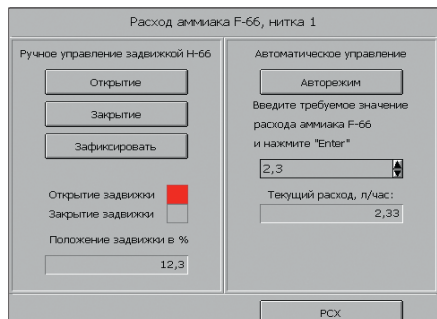 Расход аммиака F-66, нитка 1
Ручное управление задвижкой Н-66
Открытие
Закрытие
Зафиксировать
Открытие задвижки
Закрытие задвижки
Положение задвижки в %
12,3
Автоматическое управление
Авторежим
Введите требуемое значение
расхода аммиака F-66
и нажмите "Enter"
2,3
Текущий расход, л/час:
2,33
РСХ